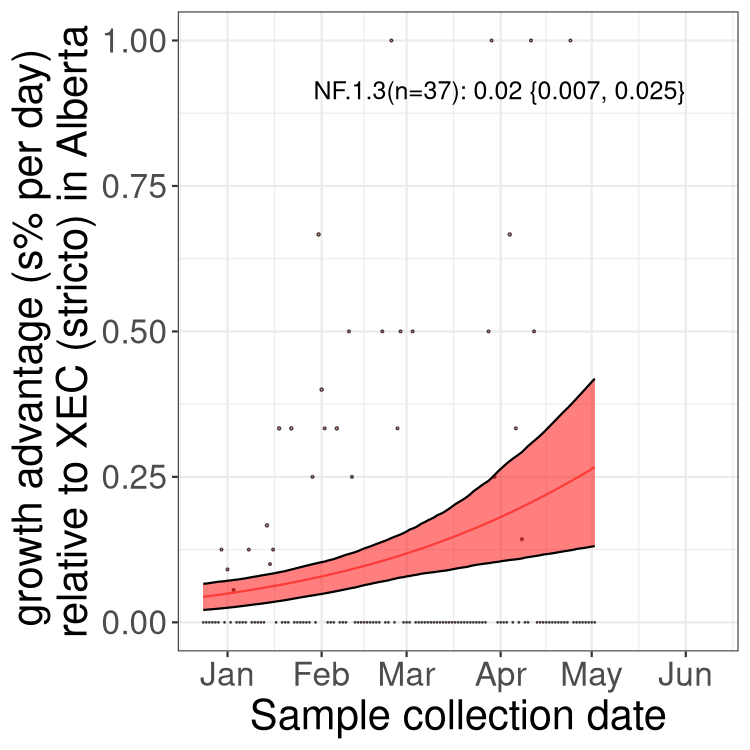 growth advantage (s% per day)
relative to XEC (stricto) in Alberta
1.00
0.75
0.50
0.25
0.00
NF.1.3(n=37): 0.02 {0.007, 0.025}
Jan Feb Mar Apr May Jun
Sample collection date